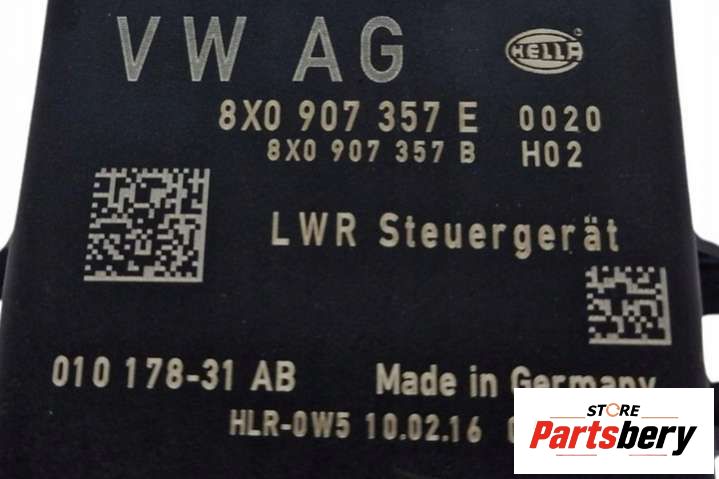 VW AG HELLA
8X0 907 357 E 0020
8X0 907 357 B H02
LWR Steuergerät
010 178-31 AB Made in Germany
HLR-0W5 10.02.16
STORE
Partsbery